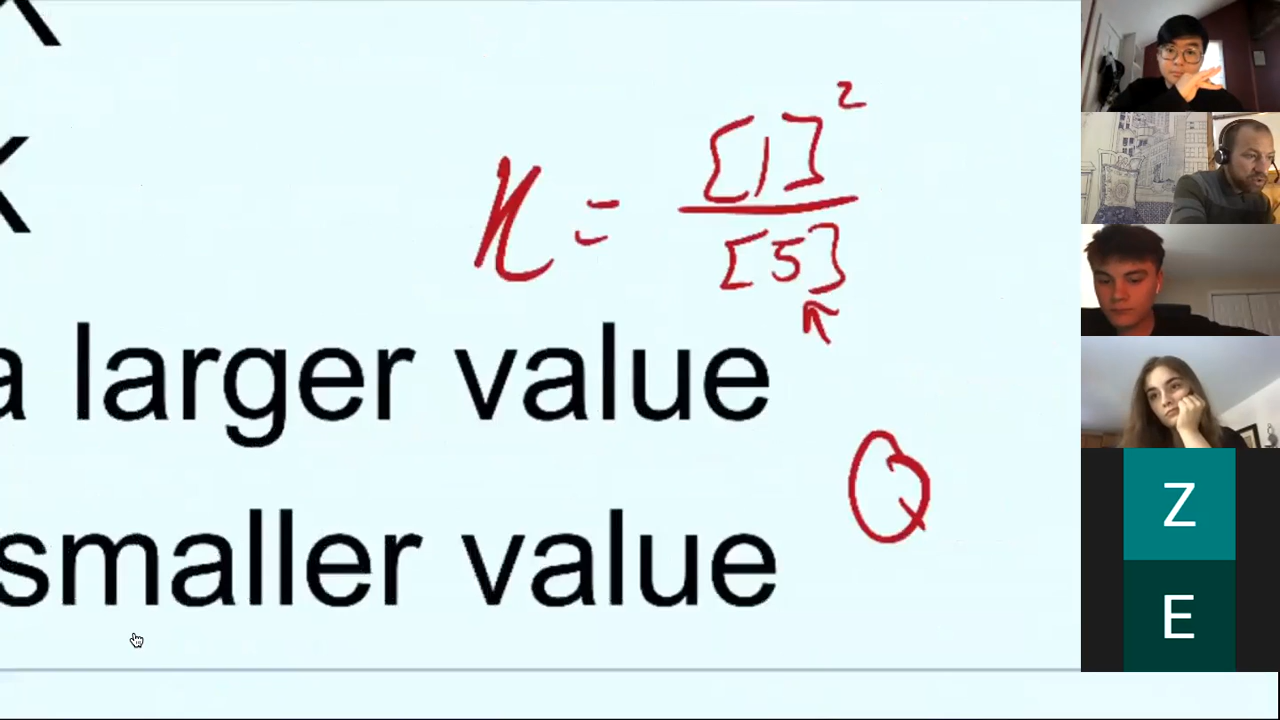 K
K
K = [1]²
[5]
a larger value
Q
smaller value
Z
E